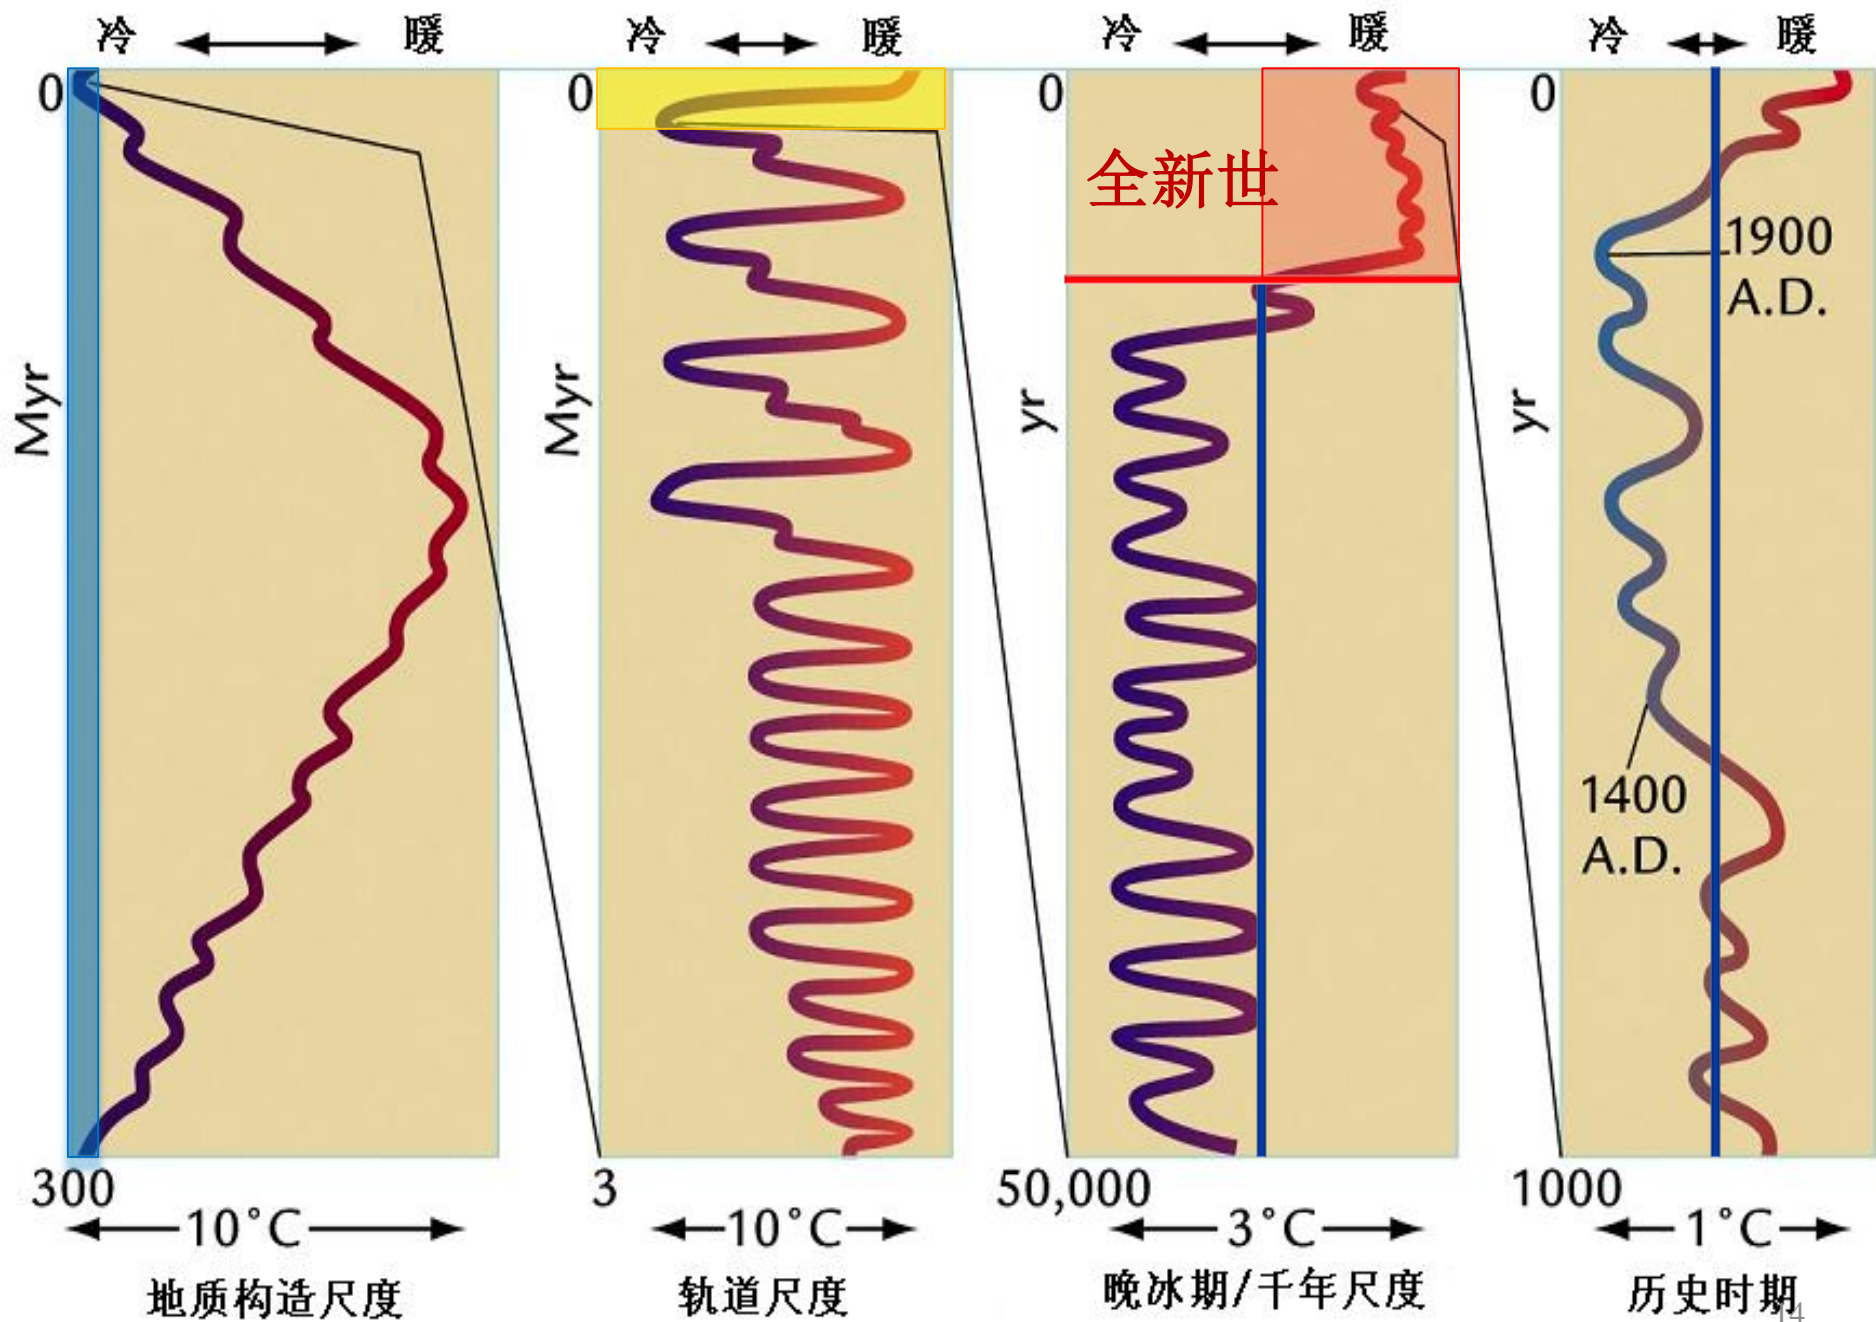 冷 暖
冷 暖
冷 暖
冷 暖
0
0
0
0
全新世
1900
A.D.
Myr
Myr
yr
yr
1400
A.D.
300
3
50,000
1000
10°C
10°C
3°C
1°C
地质构造尺度
轨道尺度
晚冰期/千年尺度
历史时期
14